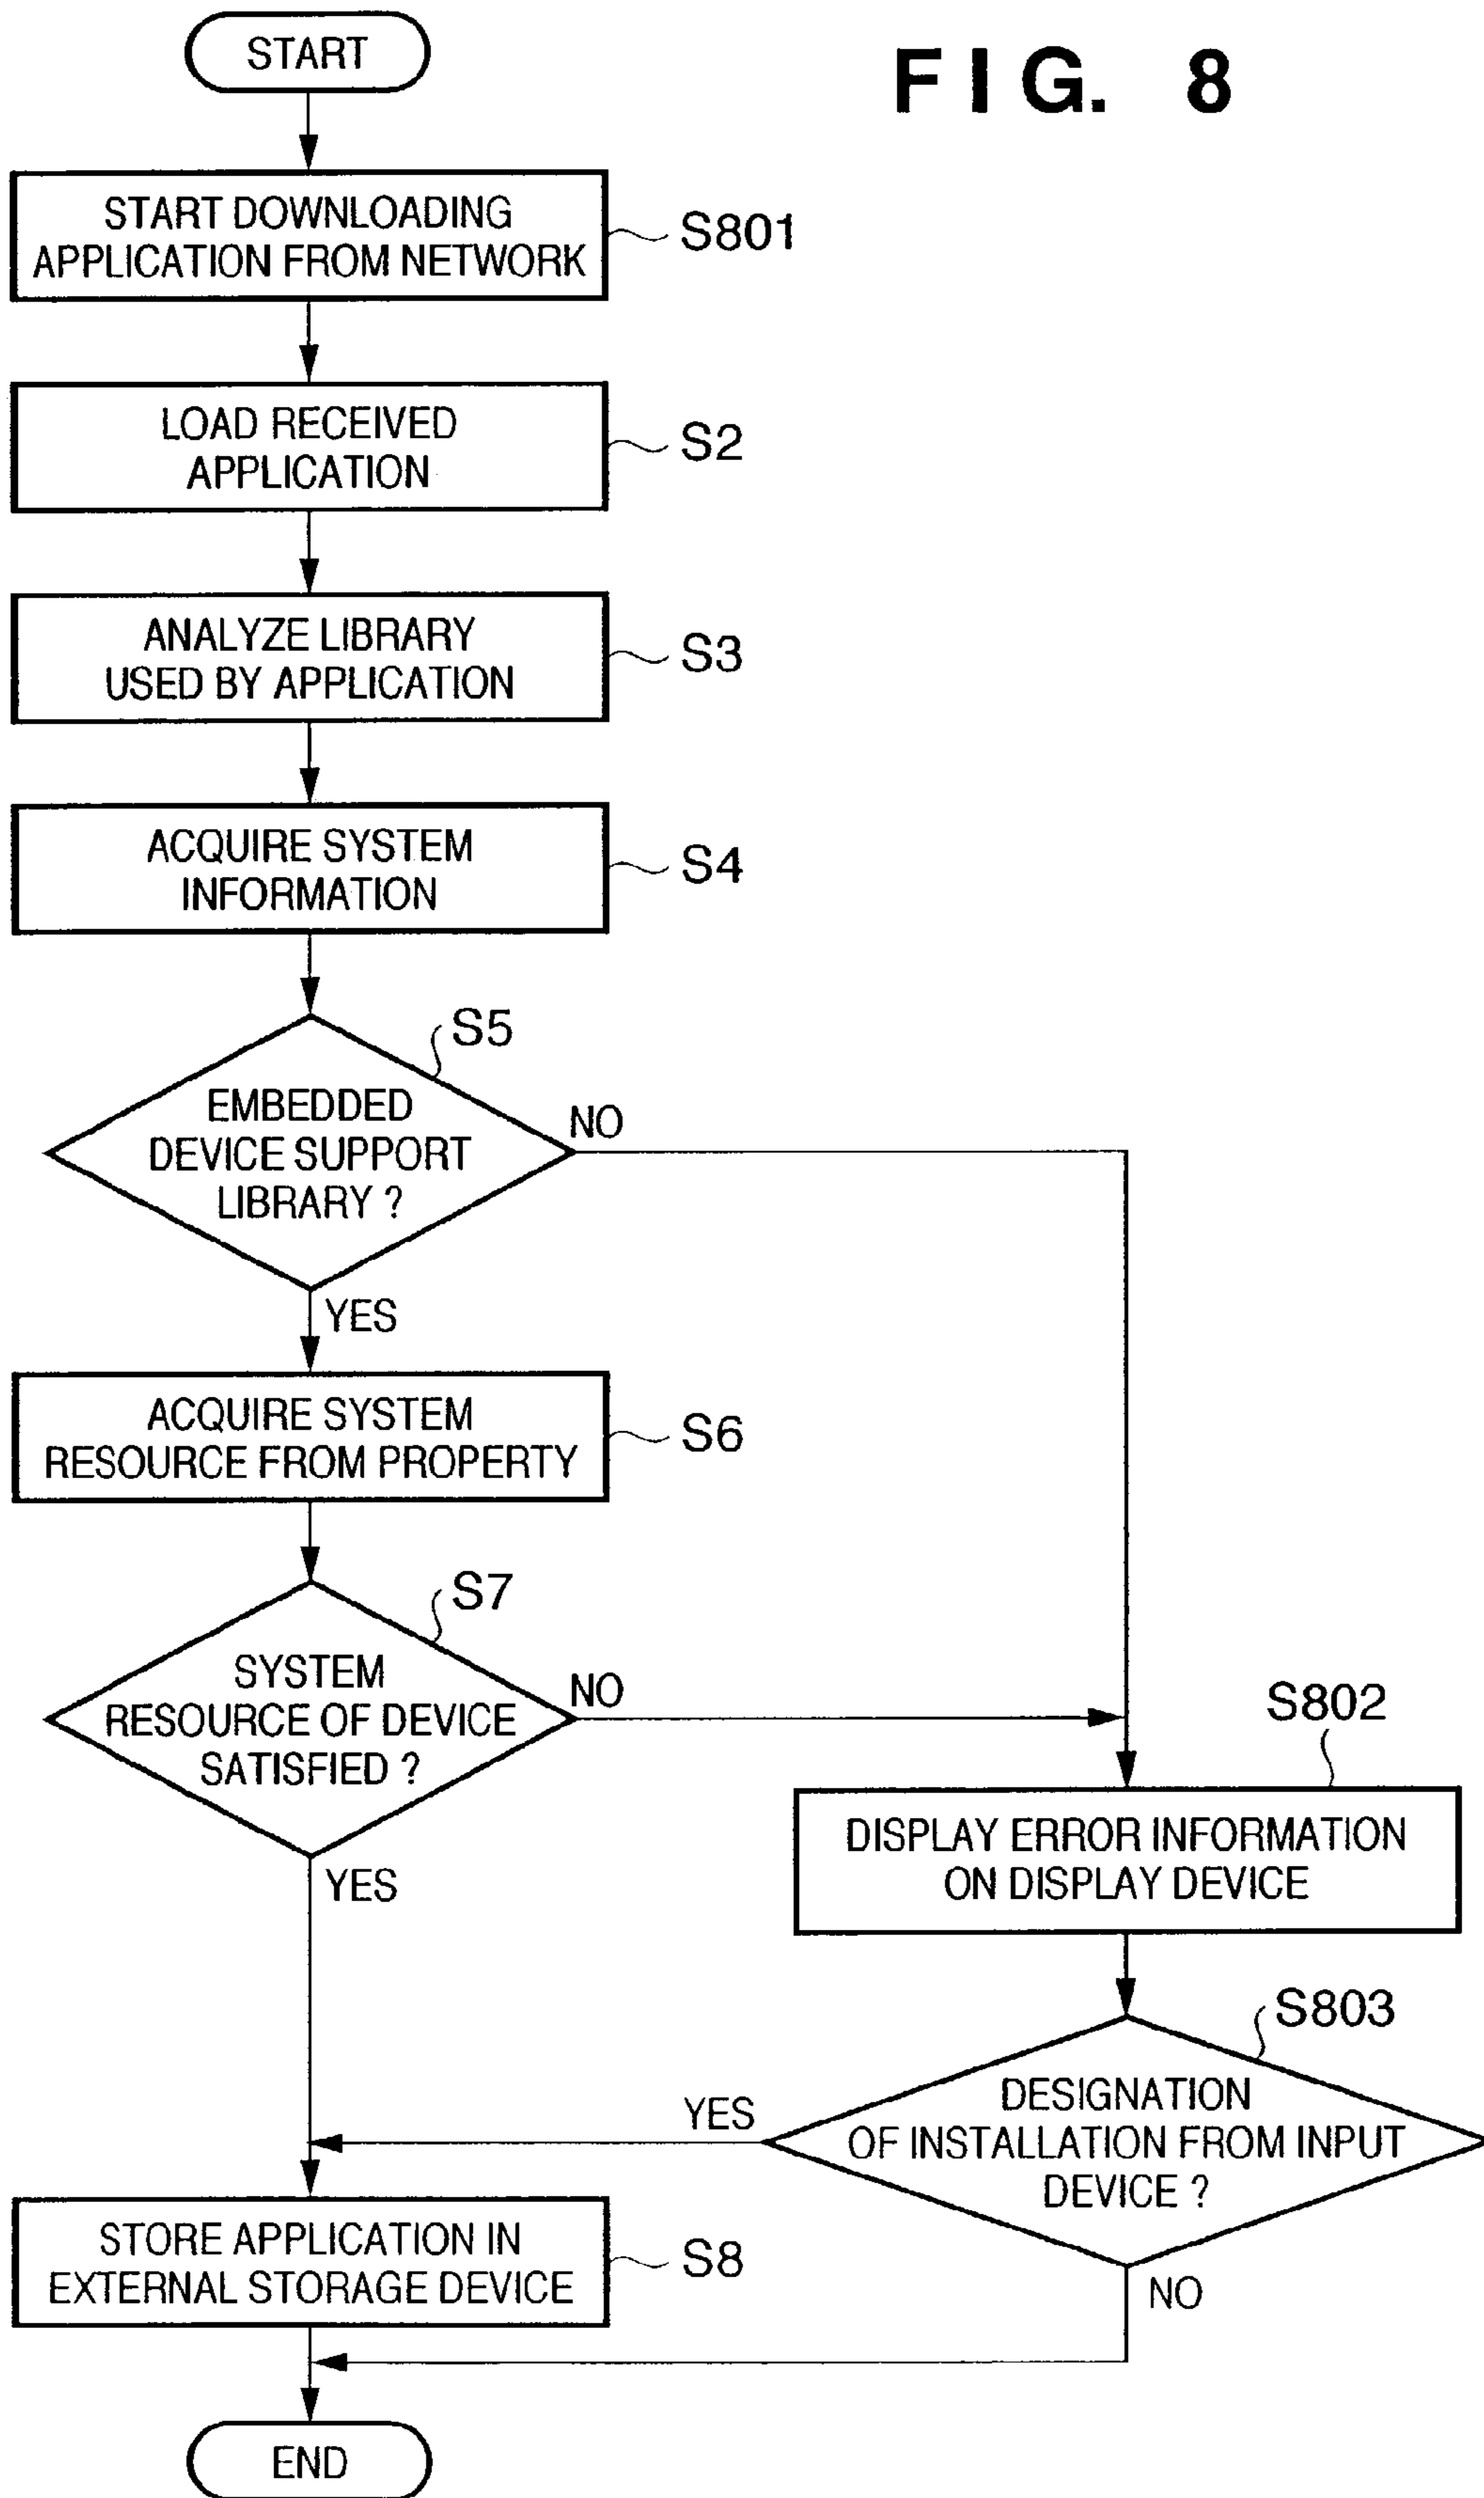 START
F I G. 8
START DOWNLOADING
APPLICATION FROM NETWORK
S801
LOAD RECEIVED
APPLICATION
S2
ANALYZE LIBRARY
USED BY APPLICATION
S3
ACQUIRE SYSTEM
INFORMATION
S4
S5
EMBEDDED
DEVICE SUPPORT
LIBRARY ?
NO
YES
ACQUIRE SYSTEM
RESOURCE FROM PROPERTY
S6
S7
SYSTEM
RESOURCE OF DEVICE
SATISFIED ?
NO
YES
S802
DISPLAY ERROR INFORMATION
ON DISPLAY DEVICE
S803
DESIGNATION
OF INSTALLATION FROM INPUT
DEVICE ?
YES
NO
STORE APPLICATION IN
EXTERNAL STORAGE DEVICE
S8
END